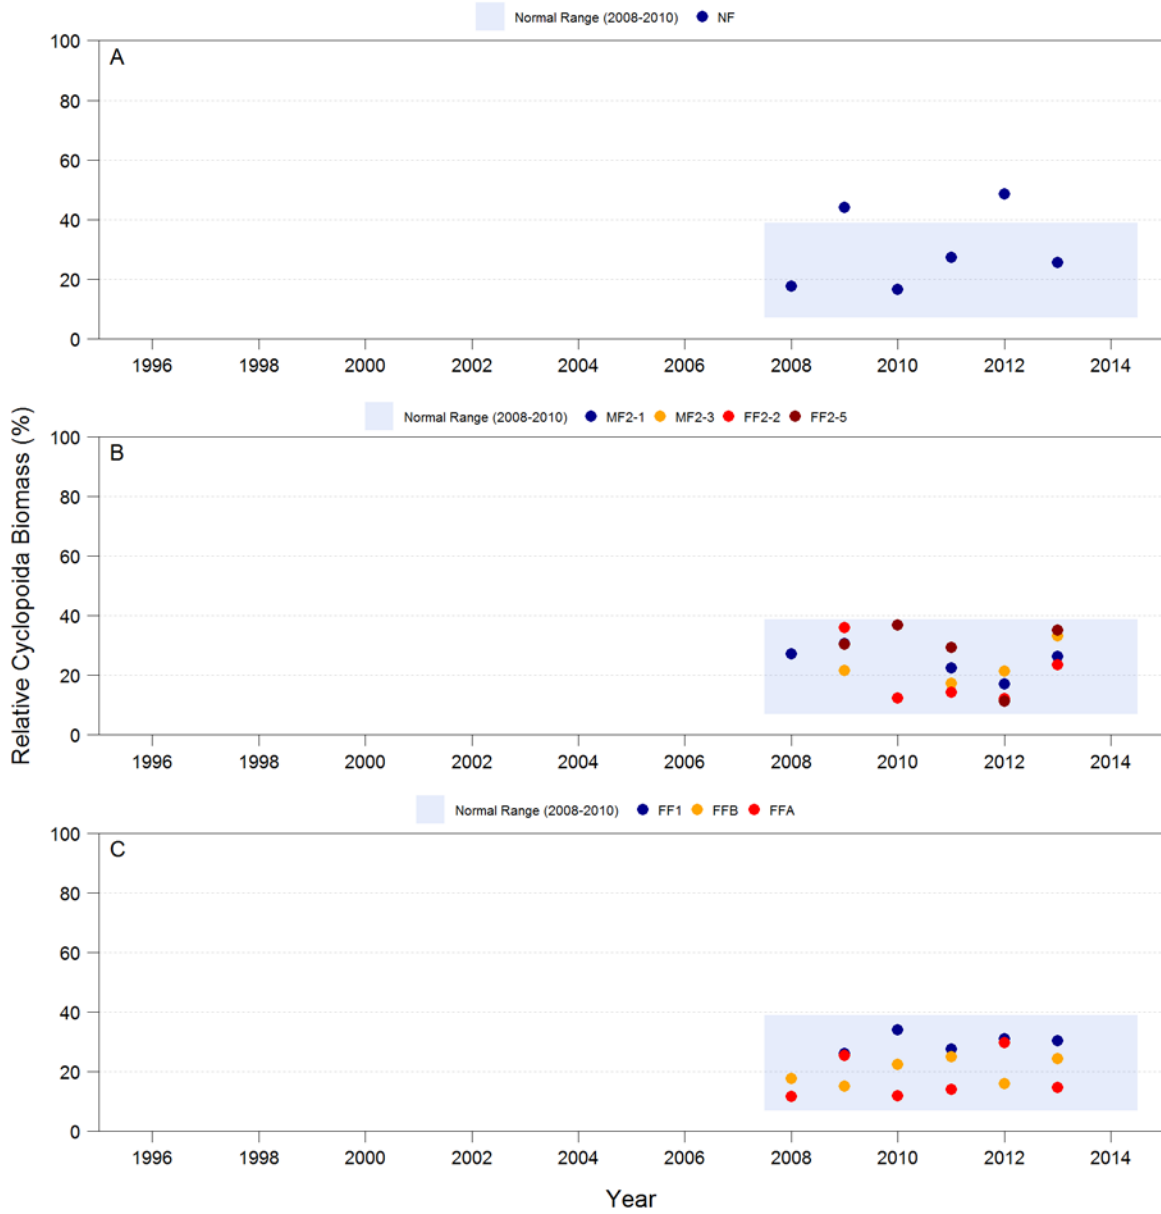 Normal Range (2008-2010) NF
A
100
80
60
40
20
0
1996 1998 2000 2002 2004 2006 2008 2010 2012 2014
Relative Cyclopoida Biomass (%)
Normal Range (2008-2010) MF2-1 MF2-3 FF2-2 FF2-5
B
100
80
60
40
20
0
1996 1998 2000 2002 2004 2006 2008 2010 2012 2014
Normal Range (2008-2010) FF1 FFB FFA
C
100
80
60
40
20
0
1996 1998 2000 2002 2004 2006 2008 2010 2012 2014
Year